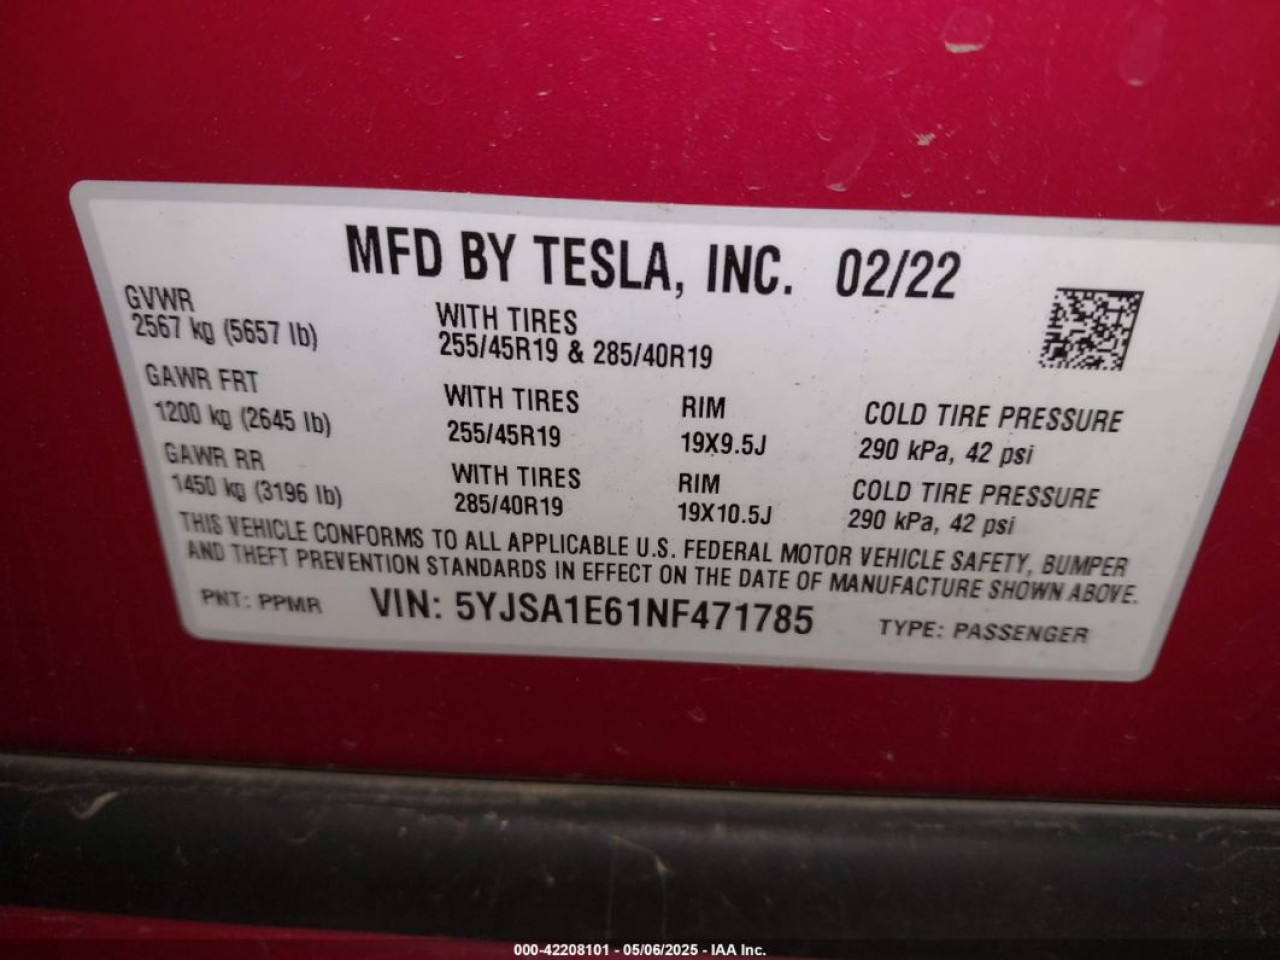 MFD BY TESLA, INC. 02/22
GVWR
2567 kg (5657 lb)
WITH TIRES
255/45R19 & 285/40R19
GAWR FRT
1200 kg (2645 lb)
WITH TIRES
255/45R19
RIM
19X9.5J
COLD TIRE PRESSURE
290 kPa, 42 psi
GAWR RR
1450 kg (3196 lb)
WITH TIRES
285/40R19
RIM
19X10.5J
COLD TIRE PRESSURE
290 kPa, 42 psi
THIS VEHICLE CONFORMS TO ALL APPLICABLE U.S. FEDERAL MOTOR VEHICLE SAFETY, BUMPER
AND THEFT PREVENTION STANDARDS IN EFFECT ON THE DATE OF MANUFACTURE SHOWN ABOVE.
PNT: PPMR VIN: 5YJSA1E61NF471785 TYPE: PASSENGER
000-42208101 - 05/06/2025 - IAA Inc.